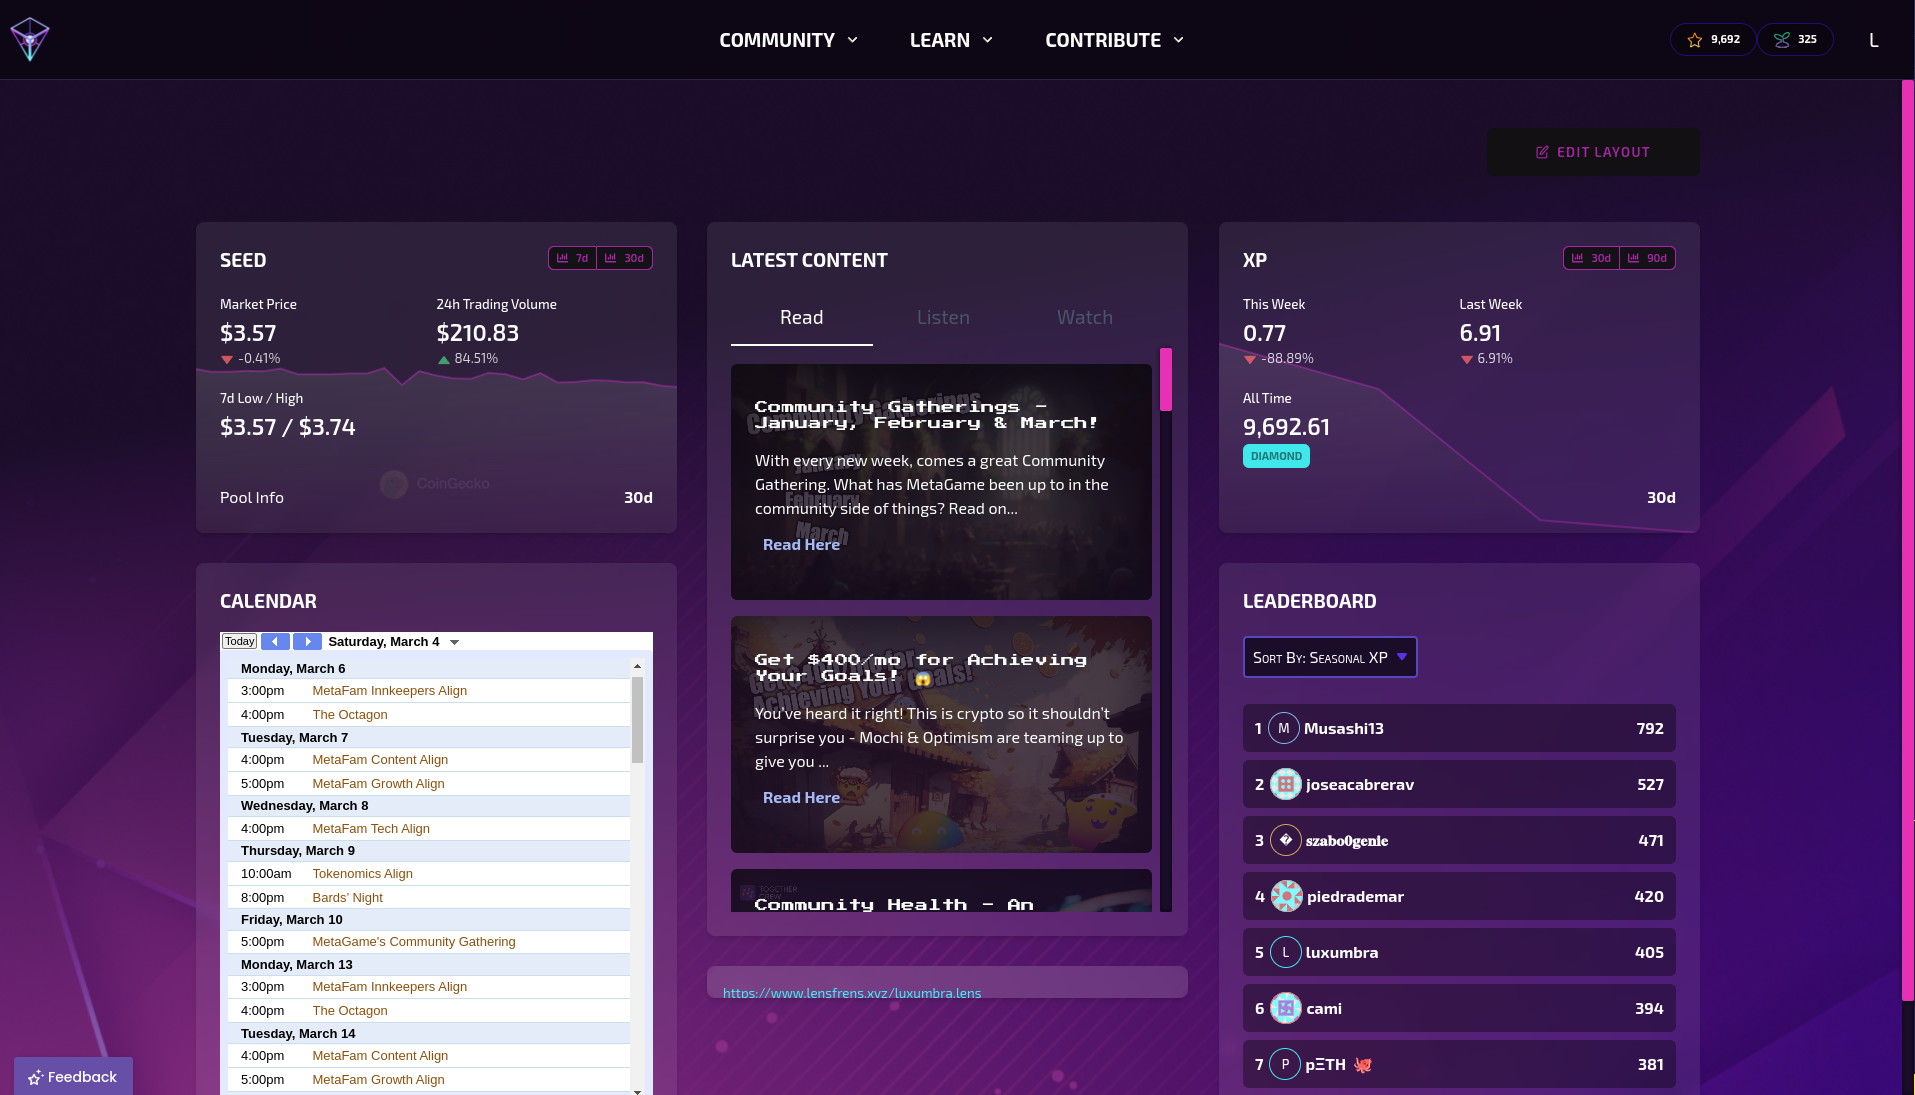 COMMUNITY LEARN CONTRIBUTE 9,692 325 L
EDIT LAYOUT
SEED 7d 30d
Market Price 24h Trading Volume
$3.57 $210.83
-0.41% 84.51%
7d Low / High
$3.57 / $3.74
CoinGecko
Pool Info 30d
CALENDAR
Today Saturday, March 4
Monday, March 6
3:00pm MetaFam Innkeepers Align
4:00pm The Octagon
Tuesday, March 7
4:00pm MetaFam Content Align
5:00pm MetaFam Growth Align
Wednesday, March 8
4:00pm MetaFam Tech Align
Thursday, March 9
10:00am Tokenomics Align
8:00pm Bards' Night
Friday, March 10
5:00pm MetaGame's Community Gathering
Monday, March 13
3:00pm MetaFam Innkeepers Align
4:00pm The Octagon
Tuesday, March 14
4:00pm MetaFam Content Align
5:00pm MetaFam Growth Align
Feedback
LATEST CONTENT
Read Listen Watch
Community Gatherings
January
February
March
Community Gatherings –
January, February & March!
With every new week, comes a great Community
Gathering. What has MetaGame been up to in the
community side of things? Read on...
Read Here
Get $400/mo for Achieving
Your Goals! 😱
Achieving Your Goals!
You've heard it right! This is crypto so it shouldn't
surprise you - Mochi & Optimism are teaming up to
give you ...
Read Here
TOGETHER
CREW
Community Health – An
https://www.lensfrens.xyz/luxumbra.lens
XP 30d 90d
This Week Last Week
0.77 6.91
-88.89% 6.91%
All Time
9,692.61
DIAMOND
30d
LEADERBOARD
Sort By: Seasonal XP
1 M Musashi13 792
2 joseacabrerav 527
3 � 𝖘𝖟𝖆𝖇𝖔0𝖌𝖊𝖓𝖎𝖊 471
4 piedrademar 420
5 L luxumbra 405
6 cami 394
7 P pΞTH 🐙 381